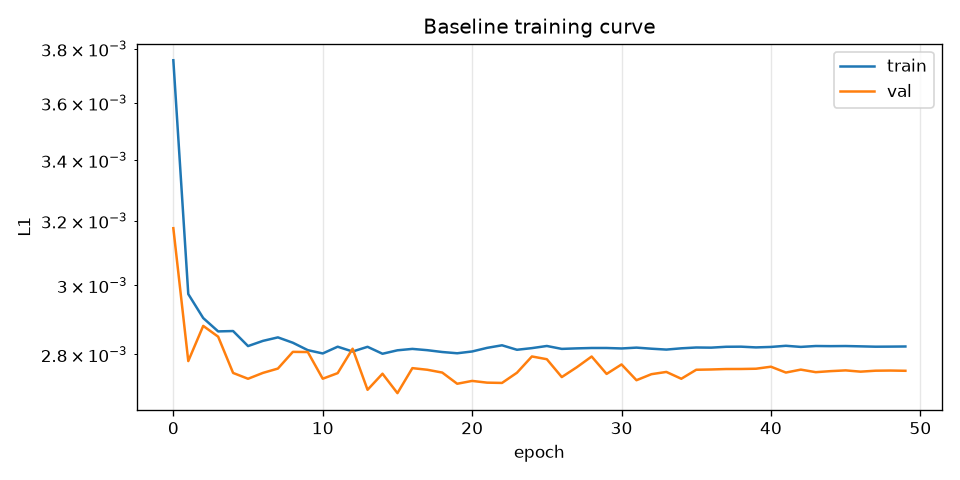 Baseline training curve
3.8 × 10⁻³
3.6 × 10⁻³
3.4 × 10⁻³
3.2 × 10⁻³
3 × 10⁻³
2.8 × 10⁻³
L1
train
val
0 10 20 30 40 50
epoch